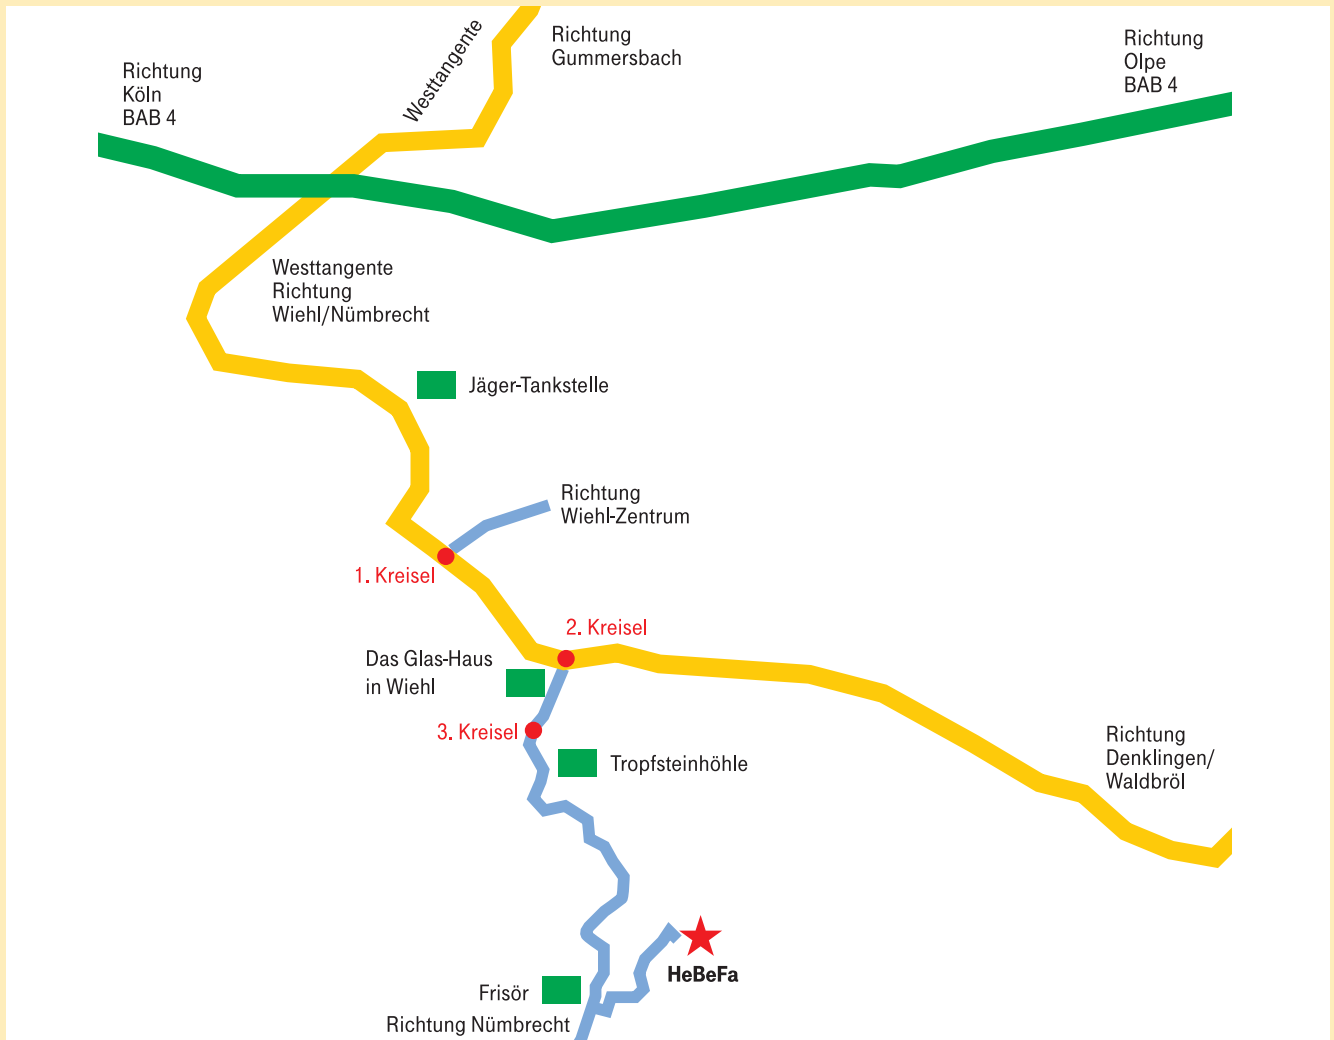 Westtangente
Richtung
Gummersbach
Richtung
Olpe
BAB 4
Richtung
Köln
BAB 4
Westtangente
Richtung
Wiehl/Nümbrecht
Jäger-Tankstelle
Richtung
Wiehl-Zentrum
1. Kreisel
2. Kreisel
Das Glas-Haus
in Wiehl
3. Kreisel
Richtung
Denklingen/
Waldbröl
Tropfsteinhöhle
HeBeFa
Frisör
Richtung Nümbrecht